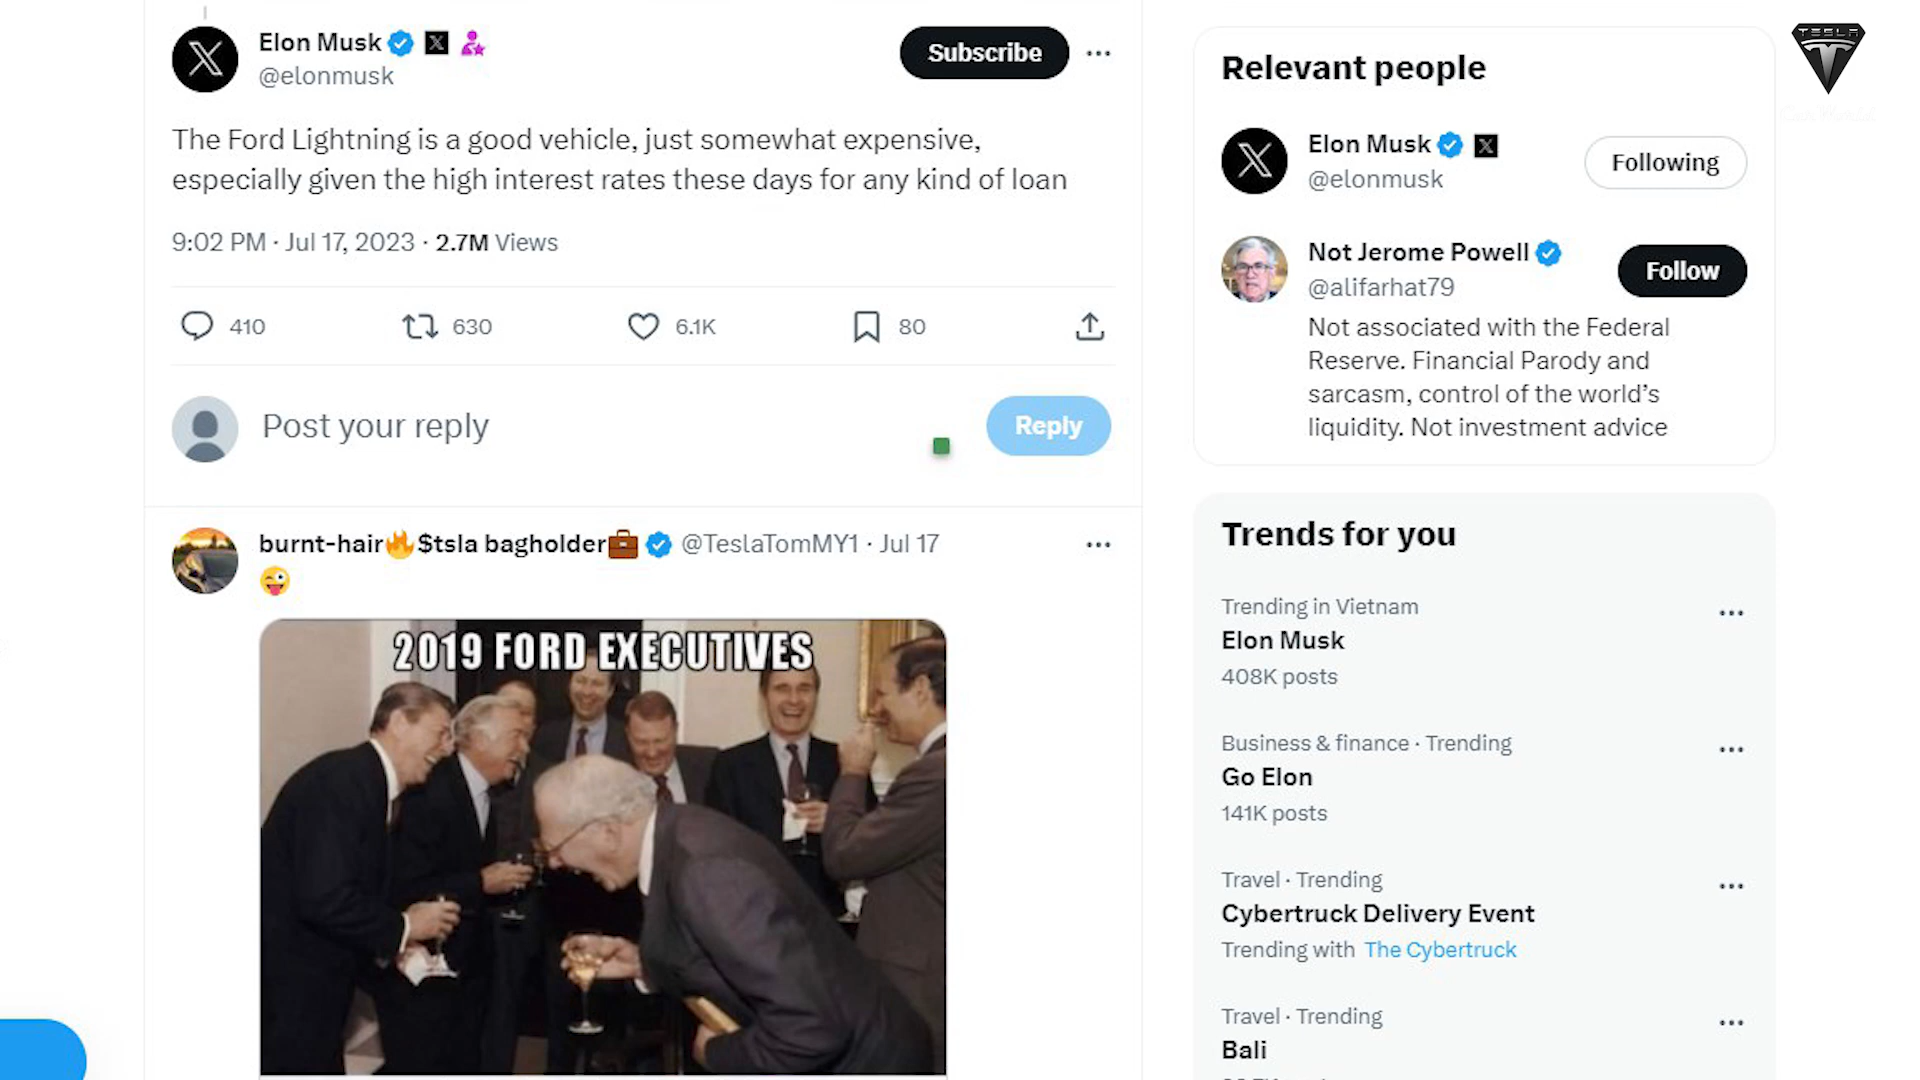 Elon Musk
@elonmusk
Subscribe
The Ford Lightning is a good vehicle, just somewhat expensive,
especially given the high interest rates these days for any kind of loan
9:02 PM · Jul 17, 2023 · 2.7M Views
410
630
6.1K
80
Post your reply
Reply
burnt-hair🔥$tsla bagholder💼 @TeslaTomMY1 · Jul 17
😜
2019 FORD EXECUTIVES
Relevant people
Elon Musk
@elonmusk
Following
Not Jerome Powell
@alifarhat79
Follow
Not associated with the Federal
Reserve. Financial Parody and
sarcasm, control of the world’s
liquidity. Not investment advice
Trends for you
Trending in Vietnam
Elon Musk
408K posts
Business & finance · Trending
Go Elon
141K posts
Travel · Trending
Cybertruck Delivery Event
Trending with The Cybertruck
Travel · Trending
Bali
TESLA